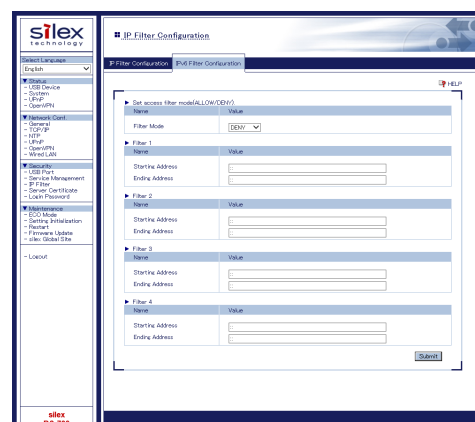 silex
technology
Select Language
English
▼ Status
- USB Device
- System
- UPnP
- OpenVPN
▼ Network Conf.
- General
- TCP/IP
- NTP
- UPnP
- OpenVPN
- Wired LAN
▼ Security
- USB Port
- Service Management
- IP Filter
- Server Certificate
- Login Password
▼ Maintenance
- ECO Mode
- Setting Initialization
- Restart
- Firmware Update
- silex Global Site
- Logout
silex
IP Filter Configuration
IP Filter Configuration IPv6 Filter Configuration
HELP
▶ Set access filter mode(ALLOW/DENY).
Name Value
Filter Mode DENY
▶ Filter 1
Name Value
Starting Address ::
Ending Address ::
▶ Filter 2
Name Value
Starting Address ::
Ending Address ::
▶ Filter 3
Name Value
Starting Address ::
Ending Address ::
▶ Filter 4
Name Value
Starting Address ::
Ending Address ::
Submit